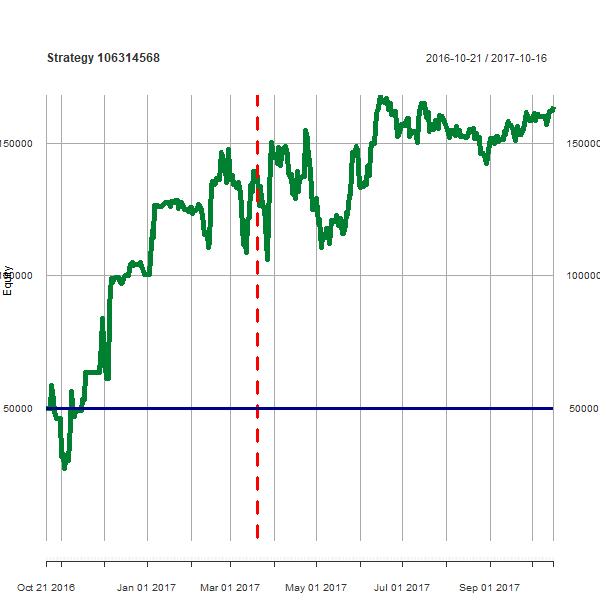 Strategy 106314568
2016-10-21 / 2017-10-16
150000
150000
Equity
100000
100000
50000
50000
Oct 21 2016
Jan 01 2017
Mar 01 2017
May 01 2017
Jul 01 2017
Sep 01 2017